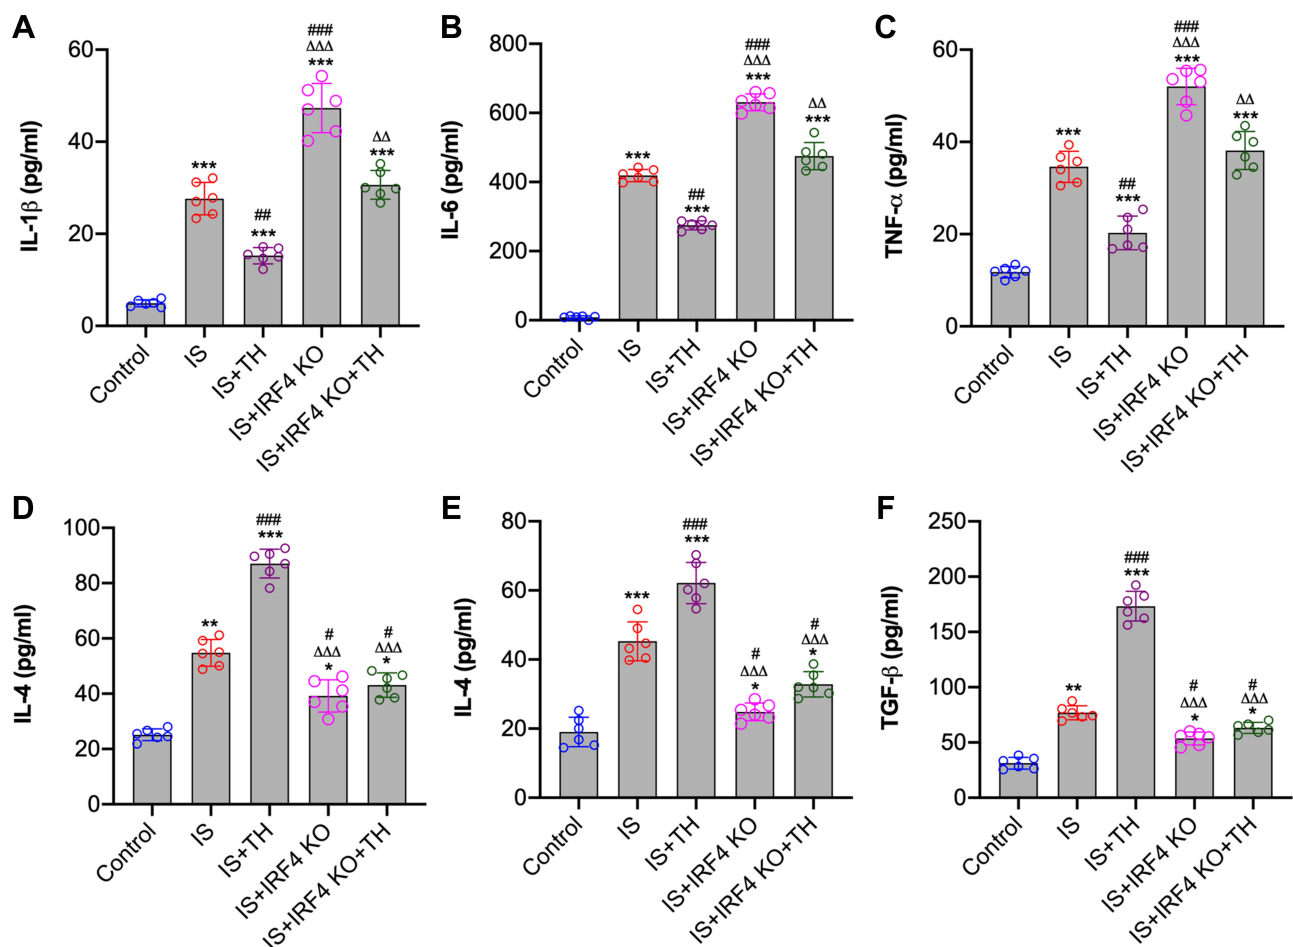 A
IL-1β (pg/ml)
60
40
20
0
***
##
***
###
ΔΔΔ
***
ΔΔ
***
Control
IS
IS+TH
IS+IRF4 KO
IS+IRF4 KO+TH
B
IL-6 (pg/ml)
800
600
400
200
0
***
##
***
###
ΔΔΔ
***
ΔΔ
***
Control
IS
IS+TH
IS+IRF4 KO
IS+IRF4 KO+TH
C
TNF-α (pg/ml)
60
40
20
0
***
##
***
###
ΔΔΔ
***
ΔΔ
***
Control
IS
IS+TH
IS+IRF4 KO
IS+IRF4 KO+TH
D
IL-4 (pg/ml)
100
80
60
40
20
0
**
###
***
#
ΔΔΔ
*
#
ΔΔΔ
*
Control
IS
IS+TH
IS+IRF4 KO
IS+IRF4 KO+TH
E
IL-4 (pg/ml)
80
60
40
20
0
***
###
***
#
ΔΔΔ
*
#
ΔΔΔ
*
Control
IS
IS+TH
IS+IRF4 KO
IS+IRF4 KO+TH
F
TGF-β (pg/ml)
250
200
150
100
50
0
**
###
***
#
ΔΔΔ
*
#
ΔΔΔ
*
Control
IS
IS+TH
IS+IRF4 KO
IS+IRF4 KO+TH